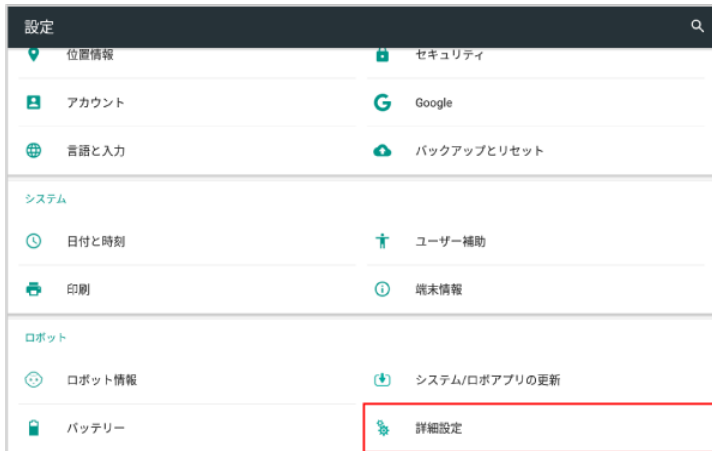 設定
位置情報
セキュリティ
アカウント
Google
言語と入力
バックアップとリセット
システム
日付と時刻
ユーザー補助
印刷
端末情報
ロボット
ロボット情報
システム/ロボアプリの更新
バッテリー
詳細設定